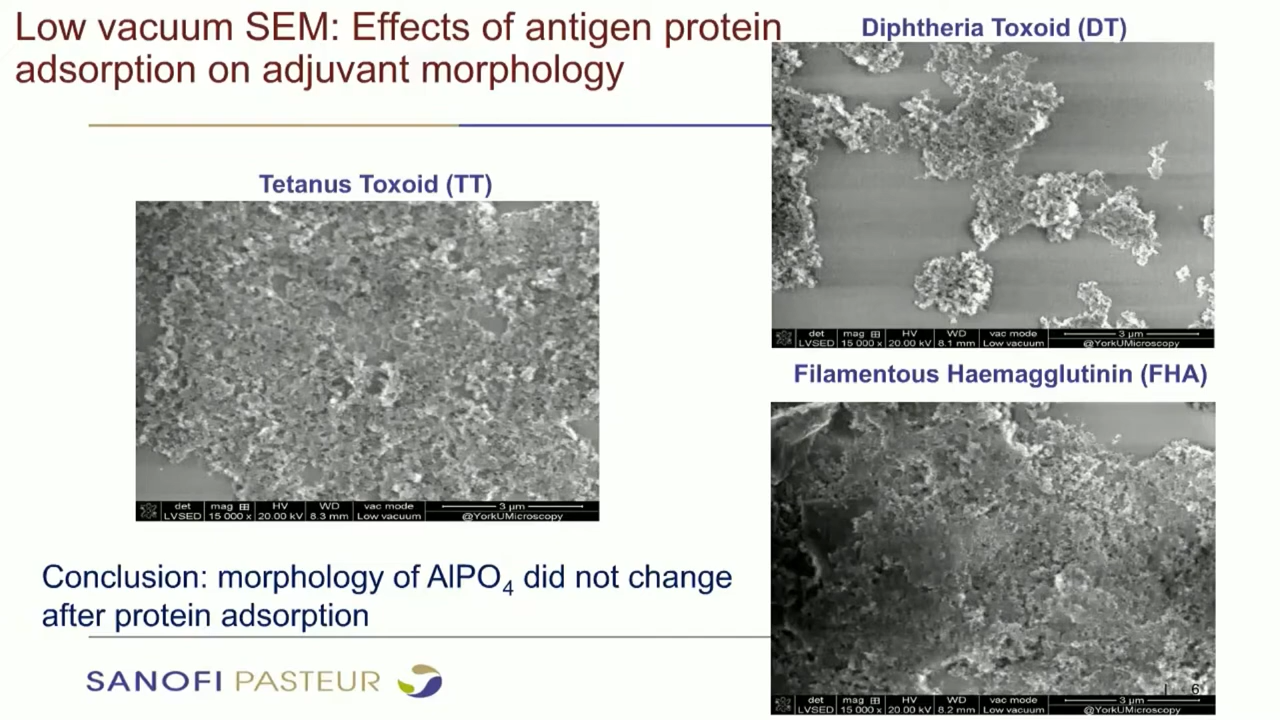 Low vacuum SEM: Effects of antigen protein
adsorption on adjuvant morphology
Diphtheria Toxoid (DT)
det mag HV WD vac mode 3 µm
LVSED 15 000 x 20.00 kV 8.1 mm Low vacuum @YorkUMicroscopy
Tetanus Toxoid (TT)
det mag HV WD vac mode 3 µm
LVSED 15 000 x 20.00 kV 8.3 mm Low vacuum @YorkUMicroscopy
Filamentous Haemagglutinin (FHA)
det mag HV WD vac mode 3 µm
LVSED 15 000 x 20.00 kV 8.2 mm Low vacuum @YorkUMicroscopy
| 6
Conclusion: morphology of AlPO₄ did not change
after protein adsorption
SANOFI PASTEUR